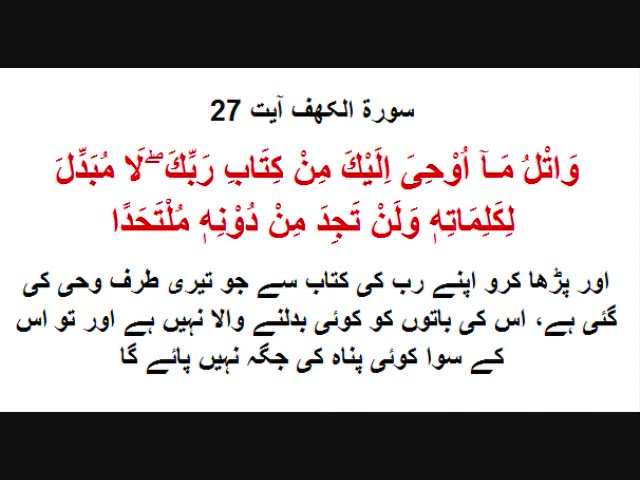 سورۃ الکھف آیت 27
وَاتْلُ مَـآ اُوْحِىَ اِلَيْكَ مِنْ كِتَابِ رَبِّكَ ۖ لَا مُبَدِّلَ
لِكَلِمَاتِهٖ وَلَنْ تَجِدَ مِنْ دُوْنِهٖ مُلْتَحَدًا
اور پڑھا کرو اپنے رب کی کتاب سے جو تیری طرف وحی کی
گئی ہے، اس کی باتوں کو کوئی بدلنے والا نہیں ہے اور تو اس
کے سوا کوئی پناہ کی جگہ نہیں پائے گا